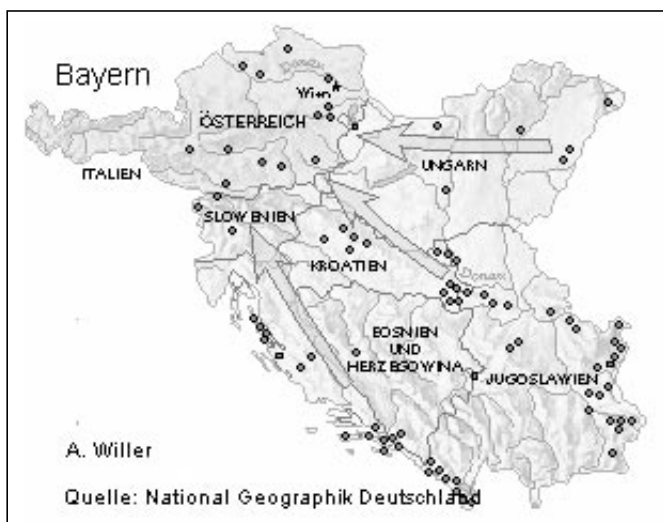 Donau
Bayern
Wien
ÖSTERREICH
ITALIEN
UNGARN
SLOWENIEN
KROATIEN
Donau
BOSNIEN
UND
HERZEGOWINA
JUGOSLAWIEN
A. Willer
Quelle: National Geographik Deutschland